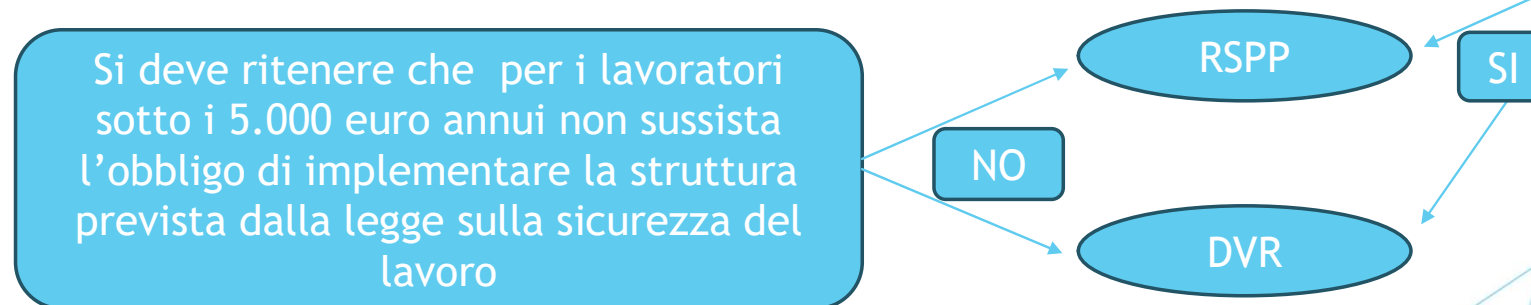 Si deve ritenere che per i lavoratori
sotto i 5.000 euro annui non sussista
l’obbligo di implementare la struttura
prevista dalla legge sulla sicurezza del
lavoro
NO
RSPP
SI
DVR